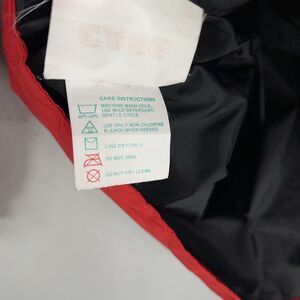 CARE
CARE INSTRUCTIONS
MACHINE WASH COLD.
USE MILD DETERGENT.
GENTLE CYCLE.
USE ONLY NON CHLORINE
BLEACH WHEN NEEDED.
LINE DRY ONLY.
DO NOT IRON.
DO NOT DRY CLEAN.